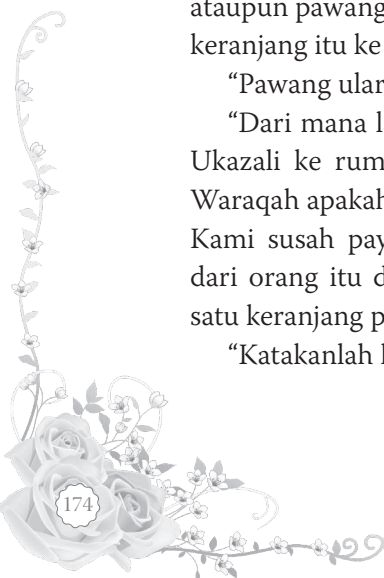 ataupun pawang
keranjang itu ke
“Pawang ular
“Dari mana l
Ukazali ke rum
Waraqah apakah
Kami susah pay
dari orang itu d
satu keranjang p
“Katakanlah
174